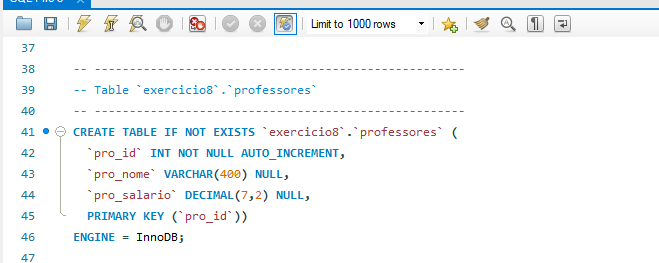 Limit to 1000 rows
37
38 -- -----------------------------------------------------
39 -- Table `exercicio8`.`professores`
40 -- -----------------------------------------------------
41 CREATE TABLE IF NOT EXISTS `exercicio8`.`professores` (
42 `pro_id` INT NOT NULL AUTO_INCREMENT,
43 `pro_nome` VARCHAR(400) NULL,
44 `pro_salario` DECIMAL(7,2) NULL,
45 PRIMARY KEY (`pro_id`))
46 ENGINE = InnoDB;
47